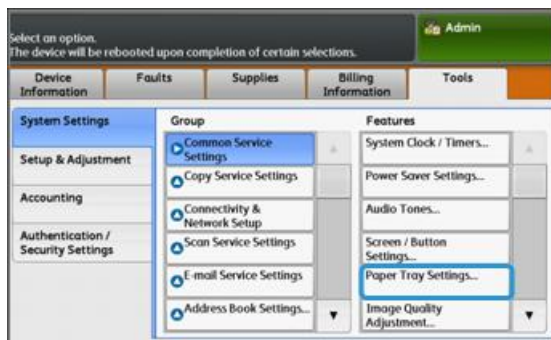 Select an option.
The device will be rebooted upon completion of certain selections.
Admin
Device
Information
Faults
Supplies
Billing
Information
Tools
System Settings
Setup & Adjustment
Accounting
Authentication /
Security Settings
Group
Common Service
Settings
Copy Service Settings
Connectivity &
Network Setup
Scan Service Settings
E-mail Service Settings
Address Book Settings...
Features
System Clock / Timers...
Power Saver Settings...
Audio Tones...
Screen / Button
Settings...
Paper Tray Settings...
Image Quality
Adjustment...